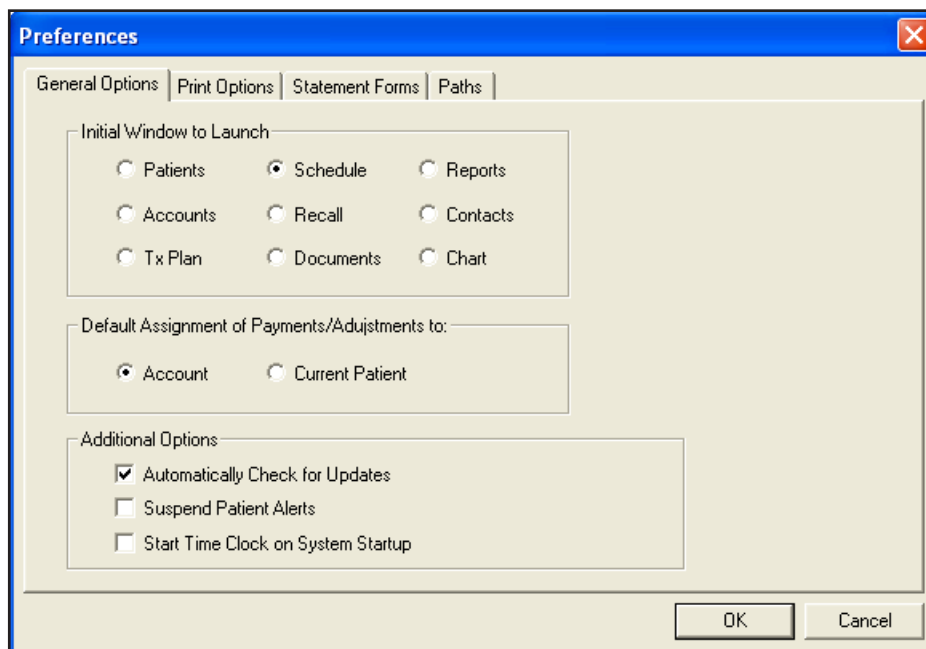 Preferences
General Options Print Options Statement Forms Paths
Initial Window to Launch
Patients Schedule Reports
Accounts Recall Contacts
Tx Plan Documents Chart
Default Assignment of Payments/Adujstments to:
Account Current Patient
Additional Options
Automatically Check for Updates
Suspend Patient Alerts
Start Time Clock on System Startup
OK Cancel